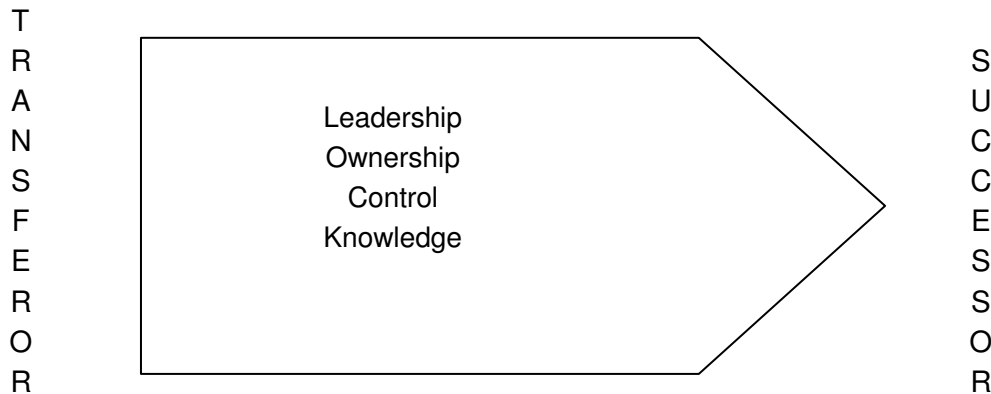 TRANSFEROR
Leadership
Ownership
Control
Knowledge
SUCCESSOR